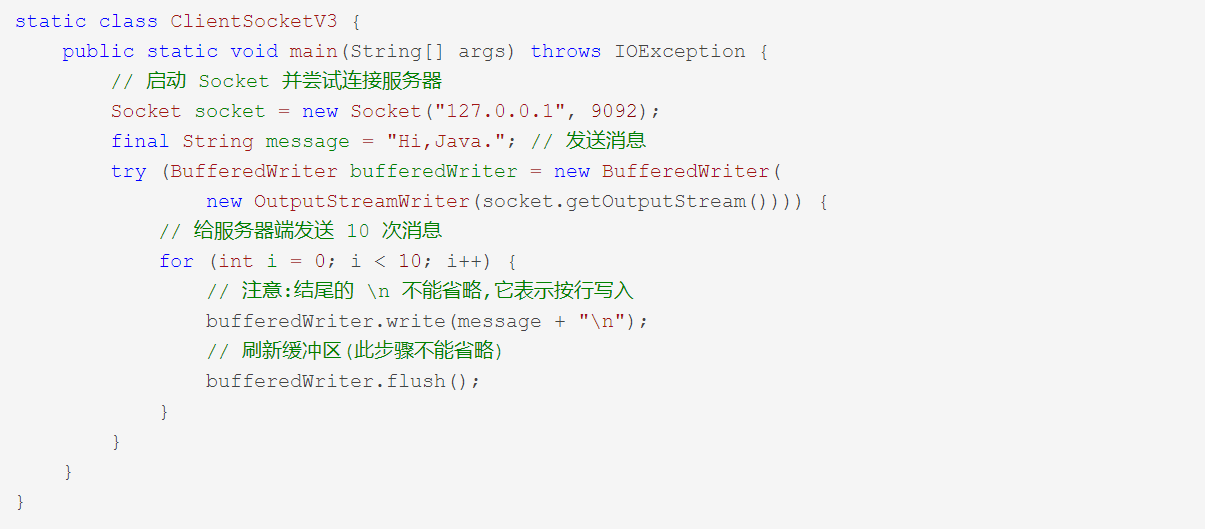 static class ClientSocketV3 {
    public static void main(String[] args) throws IOException {
        // 启动 Socket 并尝试连接服务器
        Socket socket = new Socket("127.0.0.1", 9092);
        final String message = "Hi,Java."; // 发送消息
        try (BufferedWriter bufferedWriter = new BufferedWriter(
                new OutputStreamWriter(socket.getOutputStream()))) {
            // 给服务器端发送 10 次消息
            for (int i = 0; i < 10; i++) {
                // 注意:结尾的 \n 不能省略,它表示按行写入
                bufferedWriter.write(message + "\n");
                // 刷新缓冲区(此步骤不能省略)
                bufferedWriter.flush();
            }
        }
    }
}